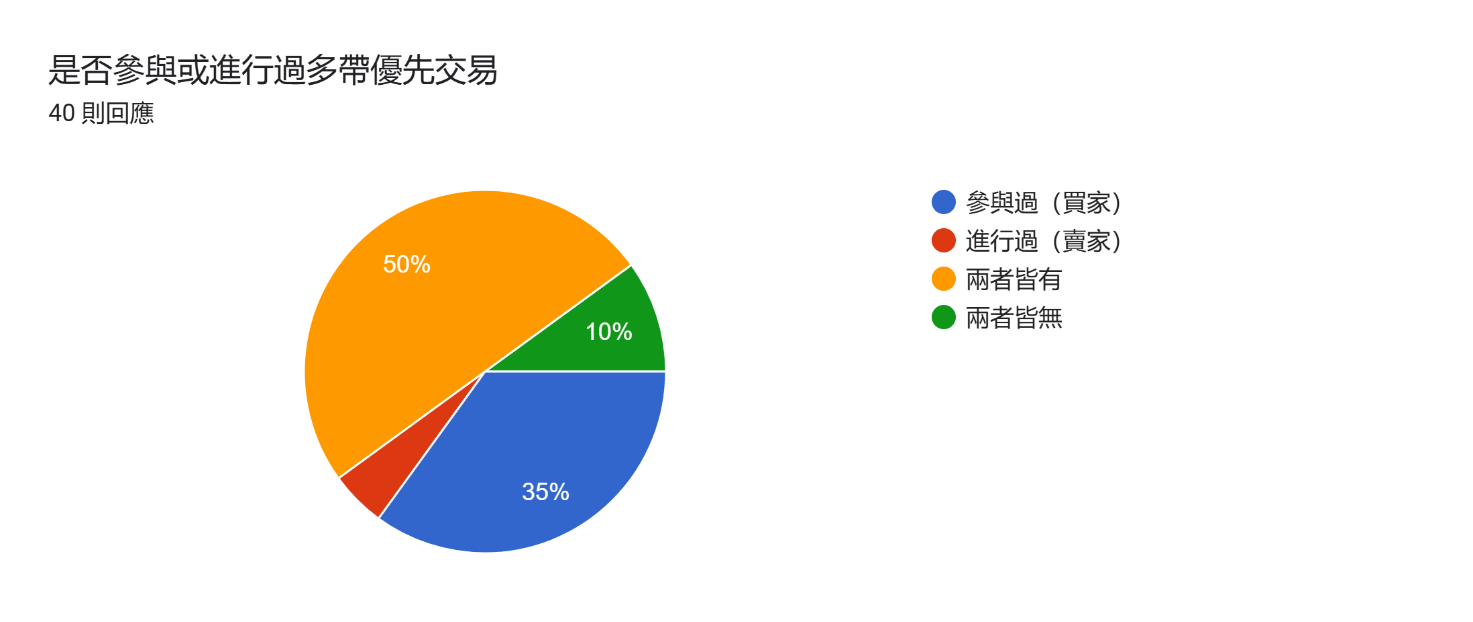 是否參與或進行過多帶優先交易
40 則回應
50%
10%
35%
參與過（買家）
進行過（賣家）
兩者皆有
兩者皆無